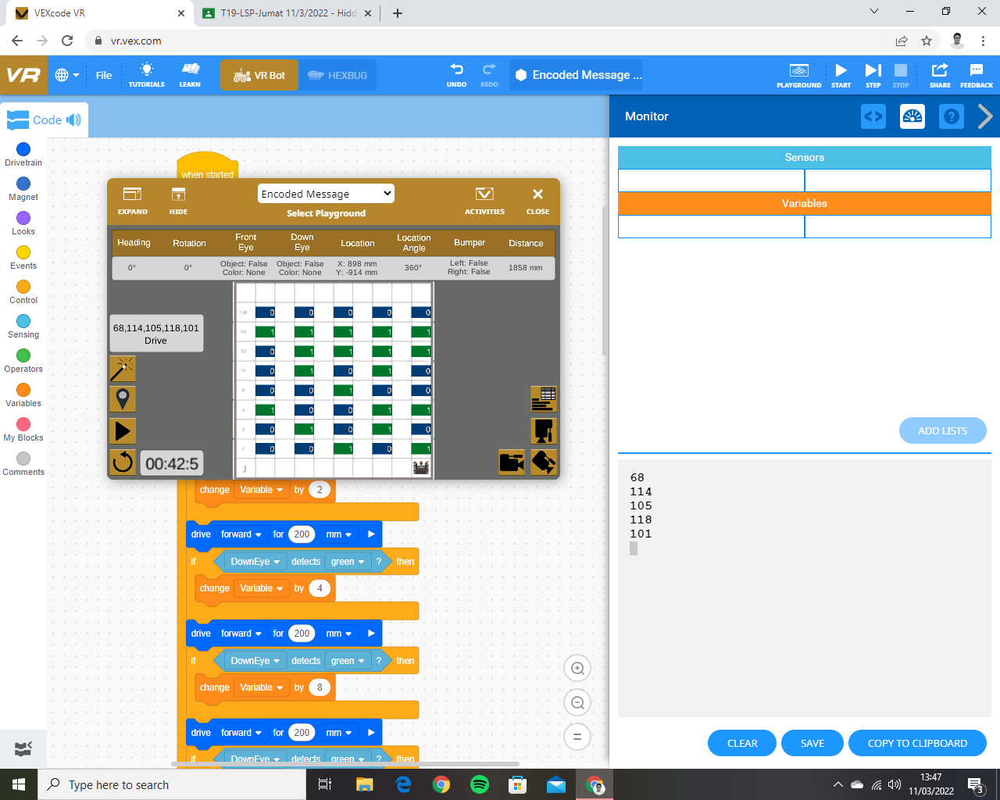 VEXcode VR
T19-LSP-Jumat 11/3/2022 - Hidd
vr.vex.com
VR
File
TUTORIALS
LEARN
VR Bot
HEXBUG
UNDO
REDO
Encoded Message ...
PLAYGROUND
START
STEP
STOP
SHARE
FEEDBACK
Code
Monitor
Drivetrain
Magnet
Looks
Events
Control
Sensing
Operators
Variables
My Blocks
Comments
when started
EXPAND
HIDE
Encoded Message
Select Playground
ACTIVITIES
CLOSE
Heading Rotation Front Eye Down Eye Location Location Angle Bumper Distance
0° 0° Object: False Color: None Object: False Color: None X: 898 mm Y: -914 mm 360° Left: False Right: False 1858 mm
68,114,105,118,101
Drive
128 0 0 0 0 0
64 1 1 1 1 1
32 0 1 1 1 1
16 0 1 0 1 0
8 0 0 1 0 0
4 1 0 0 1 1
2 0 1 0 1 0
1 0 0 1 0 1
J
00:42:5
change Variable by 2
drive forward for 200 mm
if DownEye detects green ? then
change Variable by 4
drive forward for 200 mm
if DownEye detects green ? then
change Variable by 8
drive forward for 200 mm
if DownEye detects green ? then
Sensors
Variables
ADD LISTS
68
114
105
118
101
CLEAR
SAVE
COPY TO CLIPBOARD
Type here to search
13:47
11/03/2022
3